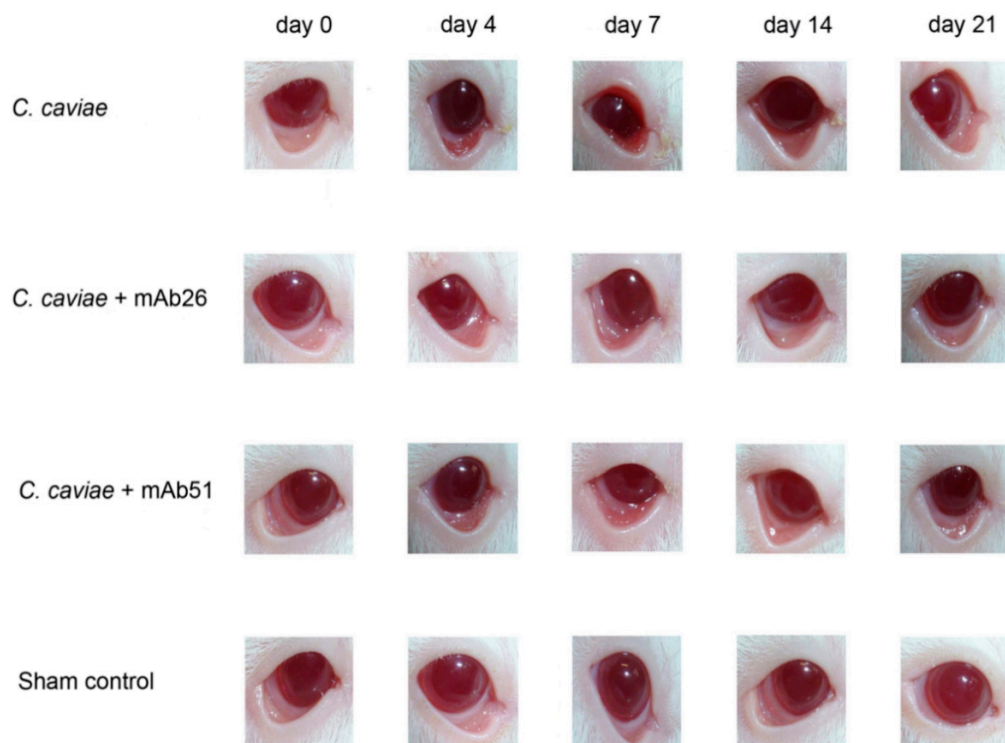 day 0 day 4 day 7 day 14 day 21
C. caviae
C. caviae + mAb26
C. caviae + mAb51
Sham control